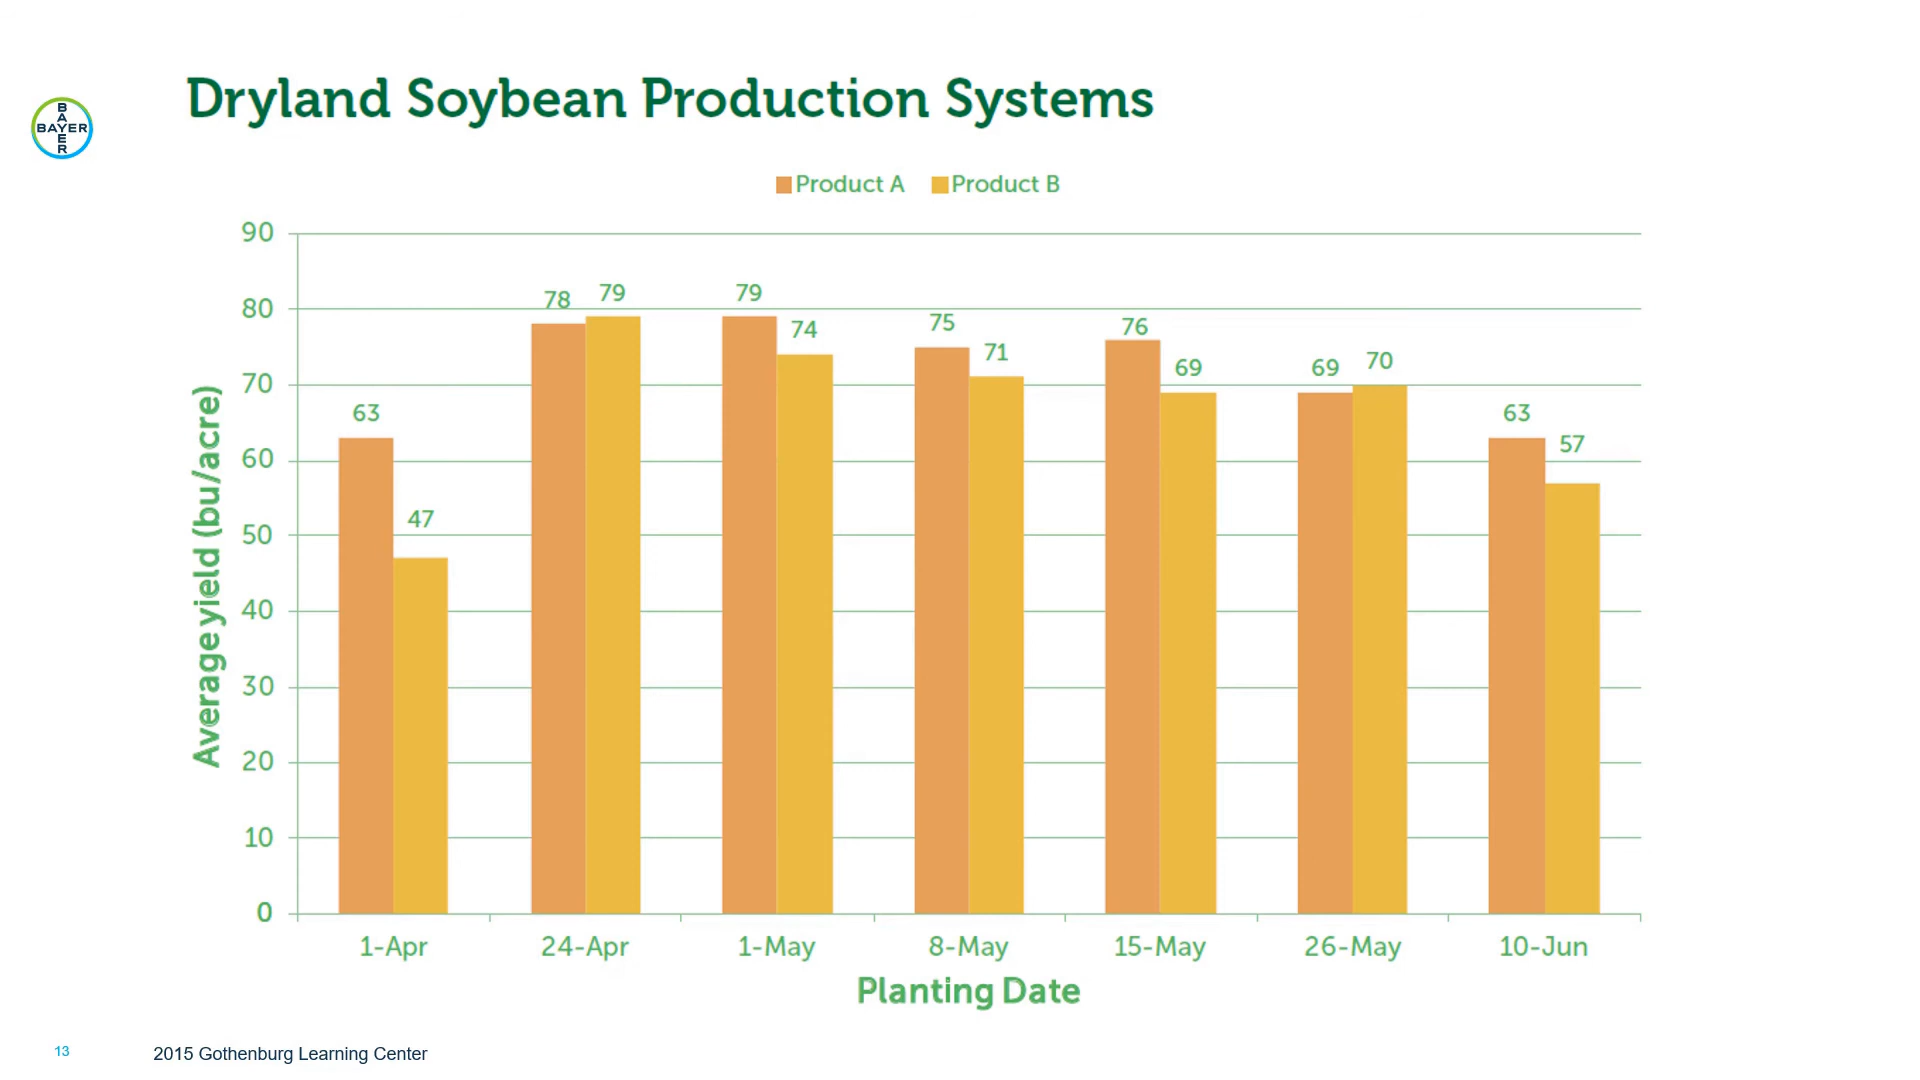 Dryland Soybean Production Systems
B
A
BAYER
E
R
Product A Product B
90
80
70
60
50
40
30
20
10
0
Average yield (bu/acre)
63
47
78
79
79
74
75
71
76
69
69
70
63
57
1-Apr 24-Apr 1-May 8-May 15-May 26-May 10-Jun
Planting Date
13
2015 Gothenburg Learning Center